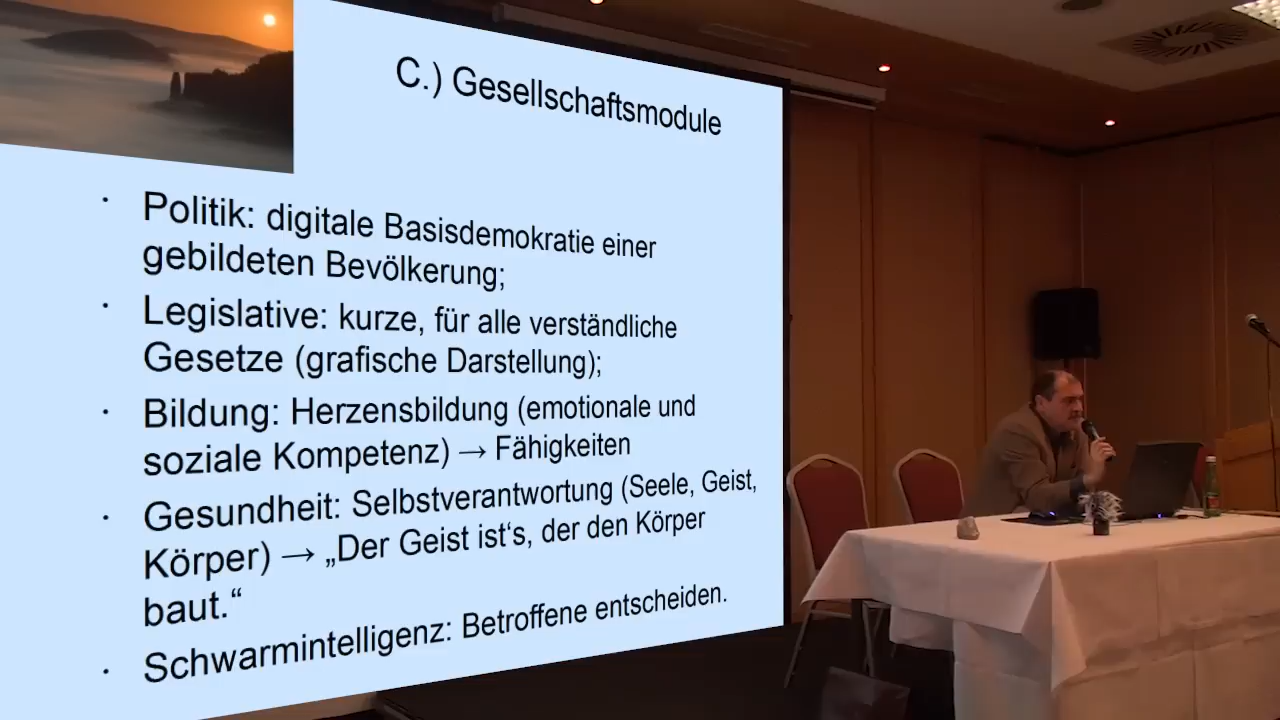 C.) Gesellschaftsmodule
· Politik: digitale Basisdemokratie einer
gebildeten Bevölkerung;
· Legislative: kurze, für alle verständliche
Gesetze (grafische Darstellung);
· Bildung: Herzensbildung (emotionale und
soziale Kompetenz) → Fähigkeiten
· Gesundheit: Selbstverantwortung (Seele, Geist,
Körper) → „Der Geist ist‘s, der den Körper
baut.“
· Schwarmintelligenz: Betroffene entscheiden.